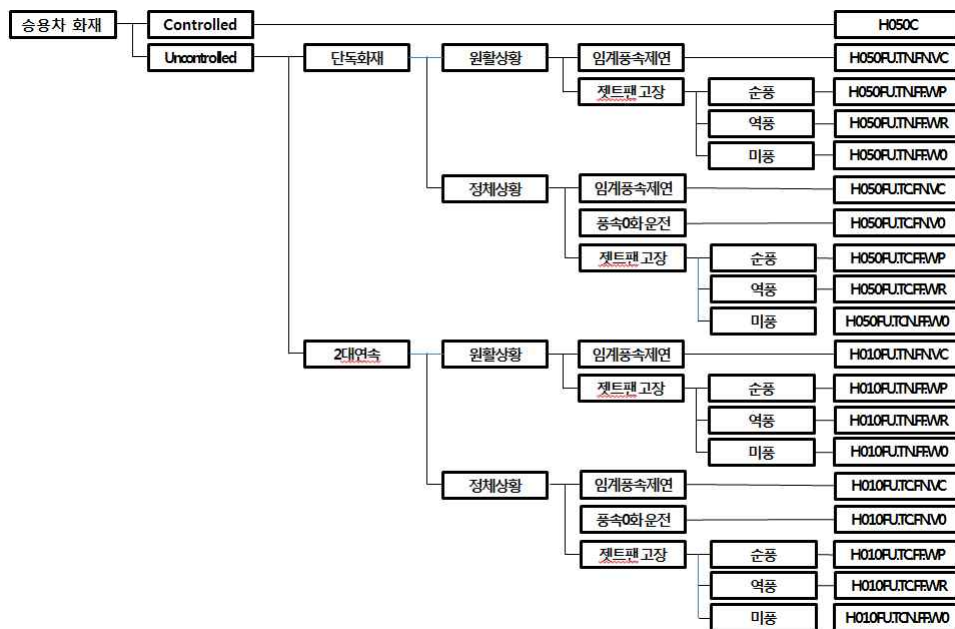 승용차 화재 Controlled H050C
Uncontrolled 단독화재 원활상황 임계풍속제연 H050FU.TN.FN.VC
젯트팬 고장 순풍 H050FU.TN.FF.WP
역풍 H050FU.TN.FF.WR
미풍 H050FU.TN.FF.W0
정체상황 임계풍속제연 H050FU.TC.FN.VC
풍속0화 운전 H050FU.TC.FN.V0
젯트팬 고장 순풍 H050FU.TC.FF.WP
역풍 H050FU.TC.FF.WR
미풍 H050FU.TCN.FF.W0
2대연속 원활상황 임계풍속제연 H010FU.TN.FN.VC
젯트팬 고장 순풍 H010FU.TN.FF.WP
역풍 H010FU.TN.FF.WR
미풍 H010FU.TN.FF.W0
정체상황 임계풍속제연 H010FU.TC.FN.VC
풍속0화 운전 H010FU.TC.FN.V0
젯트팬 고장 순풍 H010FU.TC.FF.WP
역풍 H010FU.TC.FF.WR
미풍 H010FU.TCN.FF.W0